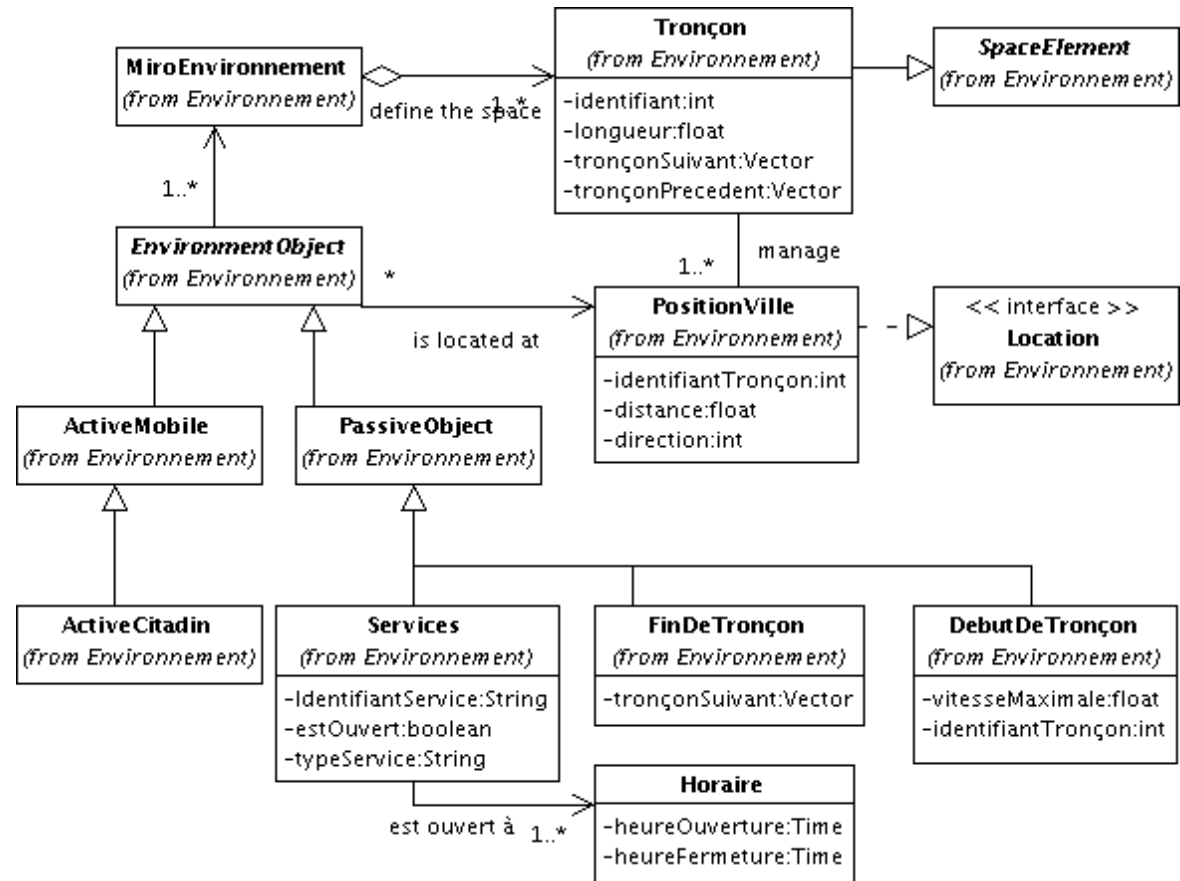 Tronçon
(from Environnement)
-identifiant:int
-longueur:float
-tronçonSuivant:Vector
-tronçonPrecedent:Vector
SpaceElement
(from Environnement)
MiroEnvironnement
(from Environnement)
define the space
1..*
1..*
EnvironmentObject
(from Environnement)
*
is located at
manage
1..*
PositionVille
(from Environnement)
-identifiantTronçon:int
-distance:float
-direction:int
<< interface >>
Location
(from Environnement)
ActiveMobile
(from Environnement)
PassiveObject
(from Environnement)
ActiveCitadin
(from Environnement)
Services
(from Environnement)
-IdentifiantService:String
-estOuvert:boolean
-typeService:String
FinDeTronçon
(from Environnement)
-tronçonSuivant:Vector
DebutDeTronçon
(from Environnement)
-vitesseMaximale:float
-identifiantTronçon:int
est ouvert à
1..*
Horaire
-heureOuverture:Time
-heureFermeture:Time